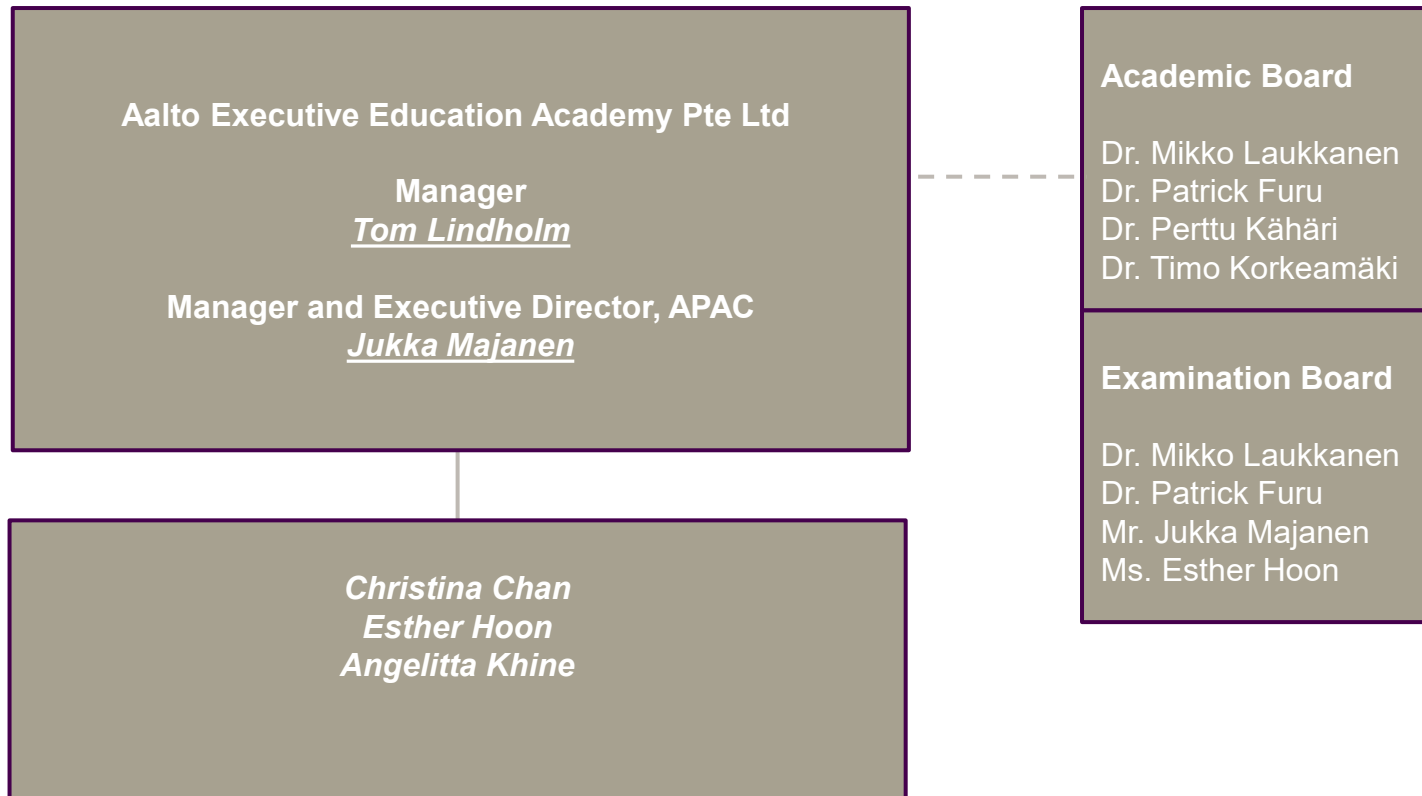 Aalto Executive Education Academy Pte Ltd
Manager
Tom Lindholm
Manager and Executive Director, APAC
Jukka Majanen
Christina Chan
Esther Hoon
Angelitta Khine
Academic Board
Dr. Mikko Laukkanen
Dr. Patrick Furu
Dr. Perttu Kähäri
Dr. Timo Korkeamäki
Examination Board
Dr. Mikko Laukkanen
Dr. Patrick Furu
Mr. Jukka Majanen
Ms. Esther Hoon